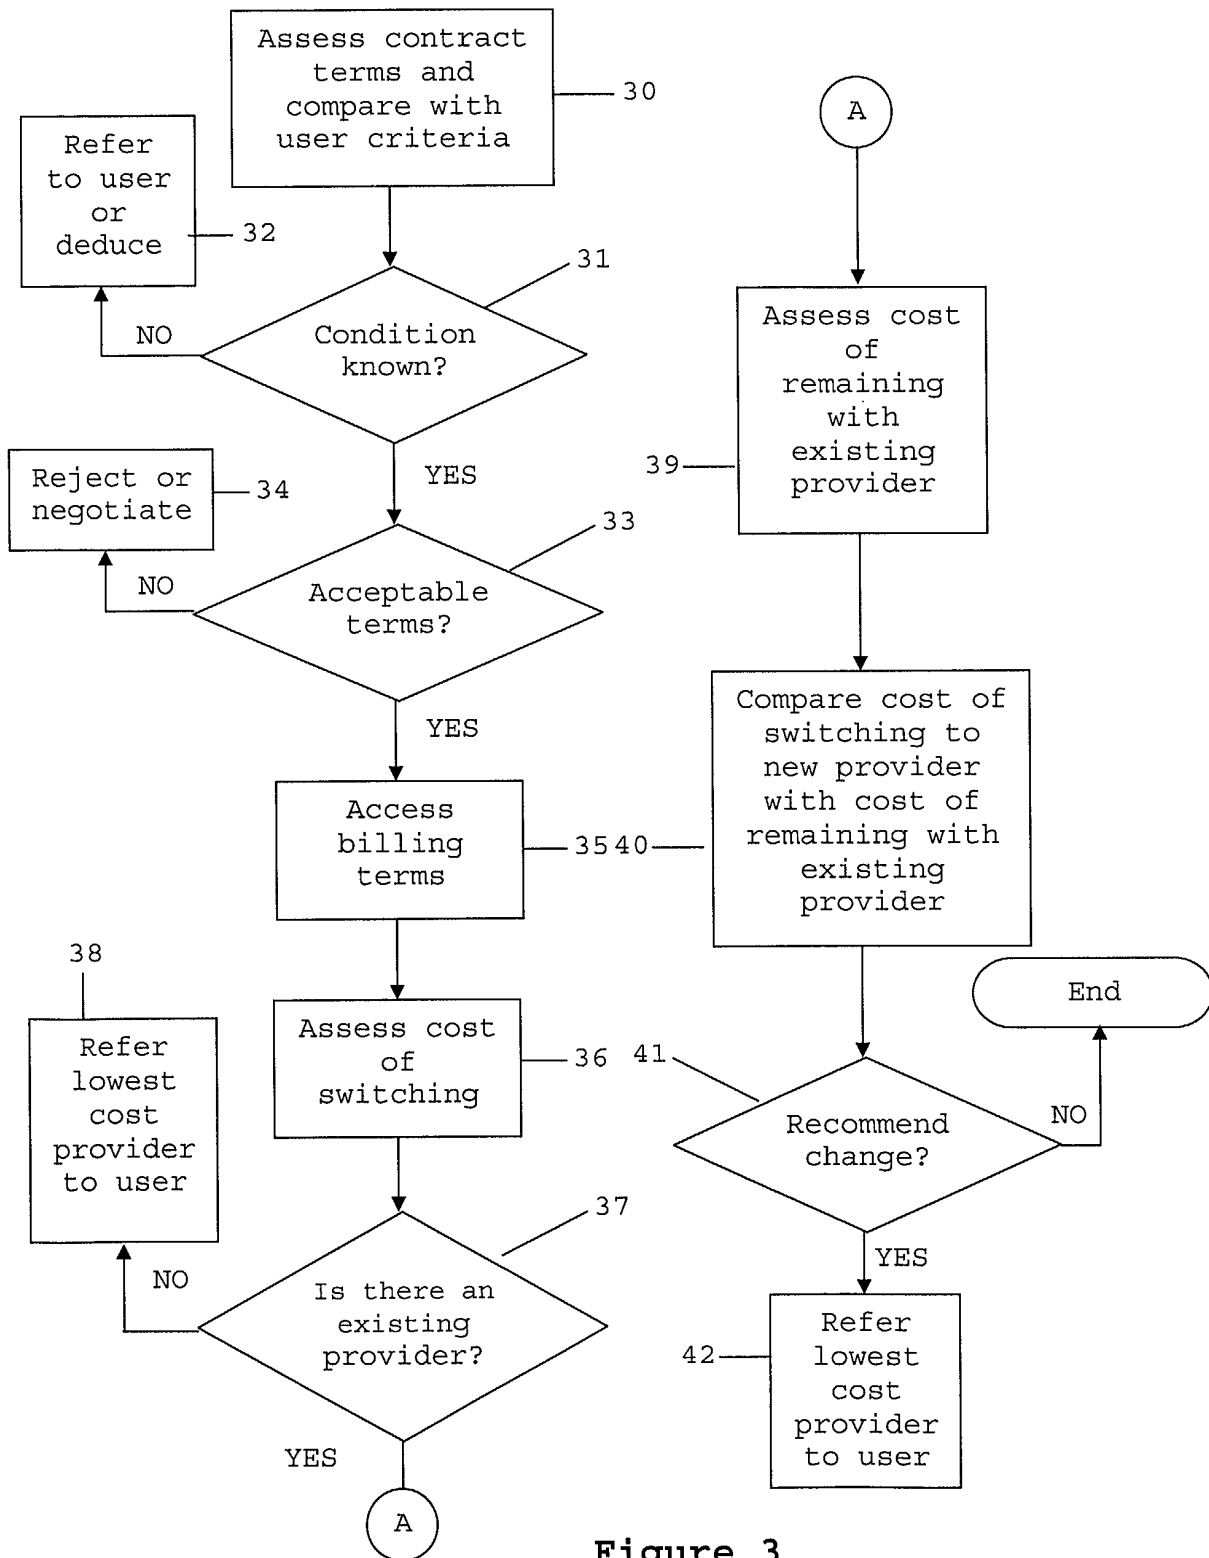 Assess contract
terms and
compare with
user criteria
30
Refer
to user
or
deduce
32
31
Condition
known?
NO
YES
Reject or
negotiate
34
33
Acceptable
terms?
NO
YES
Access
billing
terms
35
Assess cost
of
switching
36
38
Refer
lowest
cost
provider
to user
37
Is there an
existing
provider?
NO
YES
A
A
Assess cost
of
remaining
with
existing
provider
39
Compare cost of
switching to
new provider
with cost of
remaining with
existing
provider
40
End
41
Recommend
change?
NO
YES
Refer
lowest
cost
provider
to user
42
Figure 3